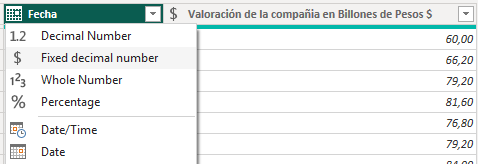 Fecha
$ Valoración de la compañia en Billones de Pesos $
1.2 Decimal Number
$ Fixed decimal number
1²3 Whole Number
% Percentage
Date/Time
Date
60,00
66,20
79,20
81,60
76,80
79,20